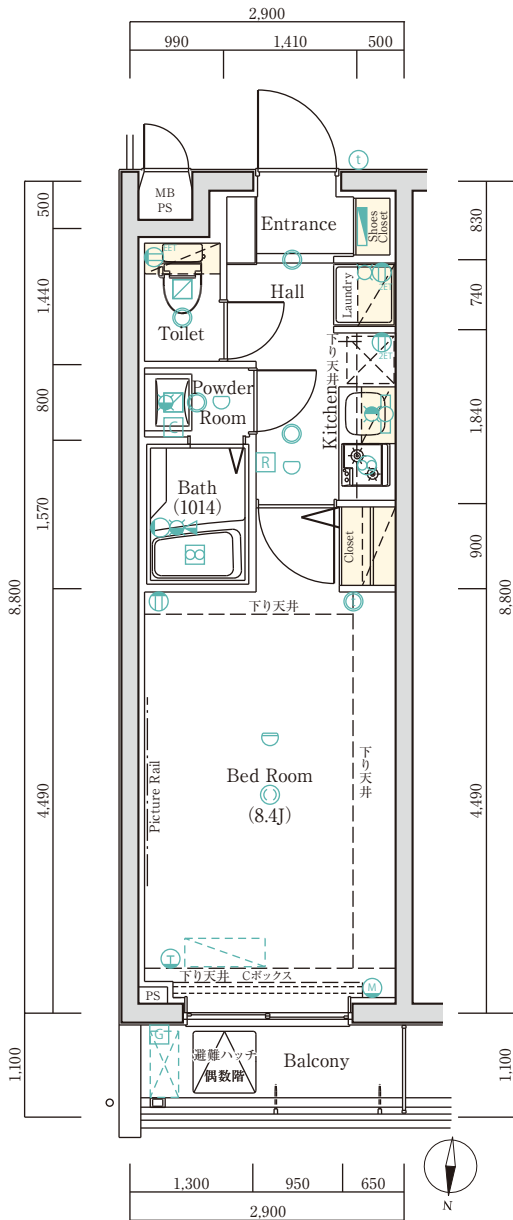 2,900
990
1,410
500
t
MB
PS
Entrance
Shoes
Closet
500
830
Hall
2ET
Laundry
2ET
1,440
740
Toilet
下り天井
2ET
Powder
Room
Kitchen
800
1,840
C
R
Bath
(1014)
1,570
Closet
900
8,800
8,800
下り天井
Picture Rail
下り天井
Bed Room
(8.4J)
4,490
4,490
T
下り天井 Cボックス
M
PS
G
避難ハッチ
偶数階
Balcony
1,100
1,100
1,300
950
650
2,900
N